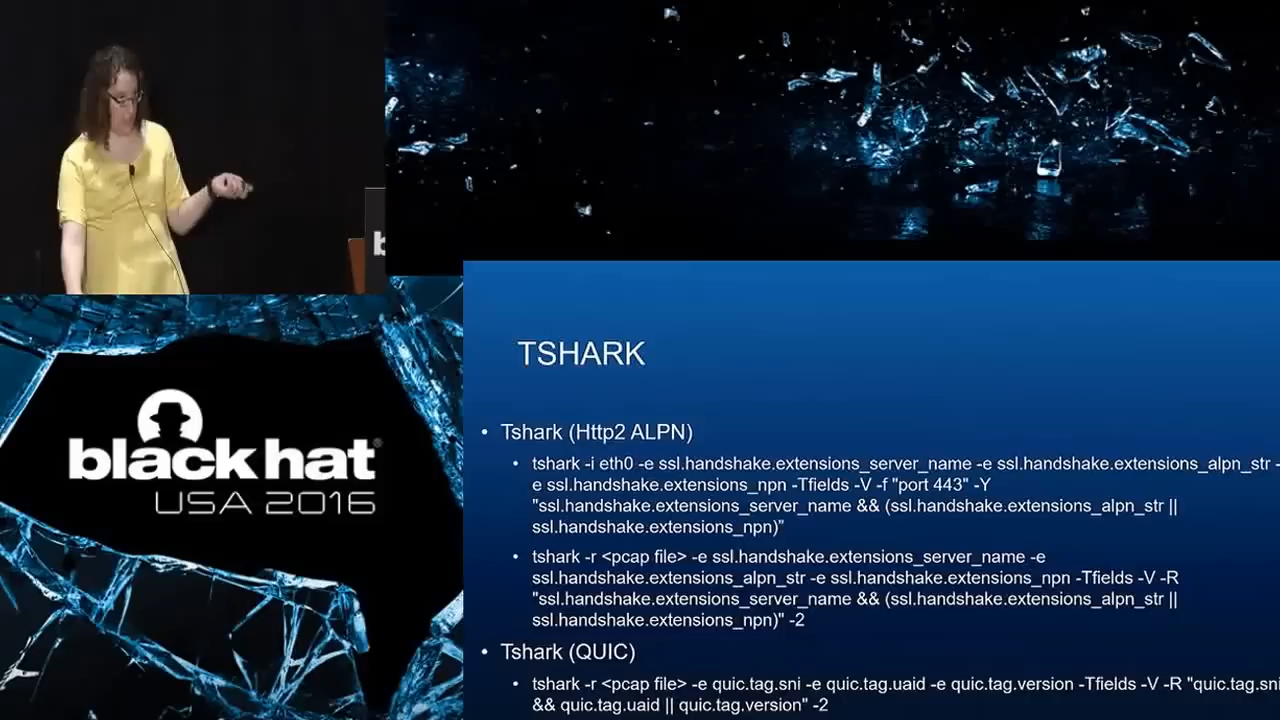 b
TSHARK
black hat®
USA 2016
• Tshark (Http2 ALPN)
• tshark -i eth0 -e ssl.handshake.extensions_server_name -e ssl.handshake.extensions_alpn_str -
e ssl.handshake.extensions_npn -Tfields -V -f "port 443" -Y
"ssl.handshake.extensions_server_name && (ssl.handshake.extensions_alpn_str ||
ssl.handshake.extensions_npn)"
• tshark -r <pcap file> -e ssl.handshake.extensions_server_name -e
ssl.handshake.extensions_alpn_str -e ssl.handshake.extensions_npn -Tfields -V -R
"ssl.handshake.extensions_server_name && (ssl.handshake.extensions_alpn_str ||
ssl.handshake.extensions_npn)" -2
• Tshark (QUIC)
• tshark -r <pcap file> -e quic.tag.sni -e quic.tag.uaid -e quic.tag.version -Tfields -V -R "quic.tag.sni
&& quic.tag.uaid || quic.tag.version" -2